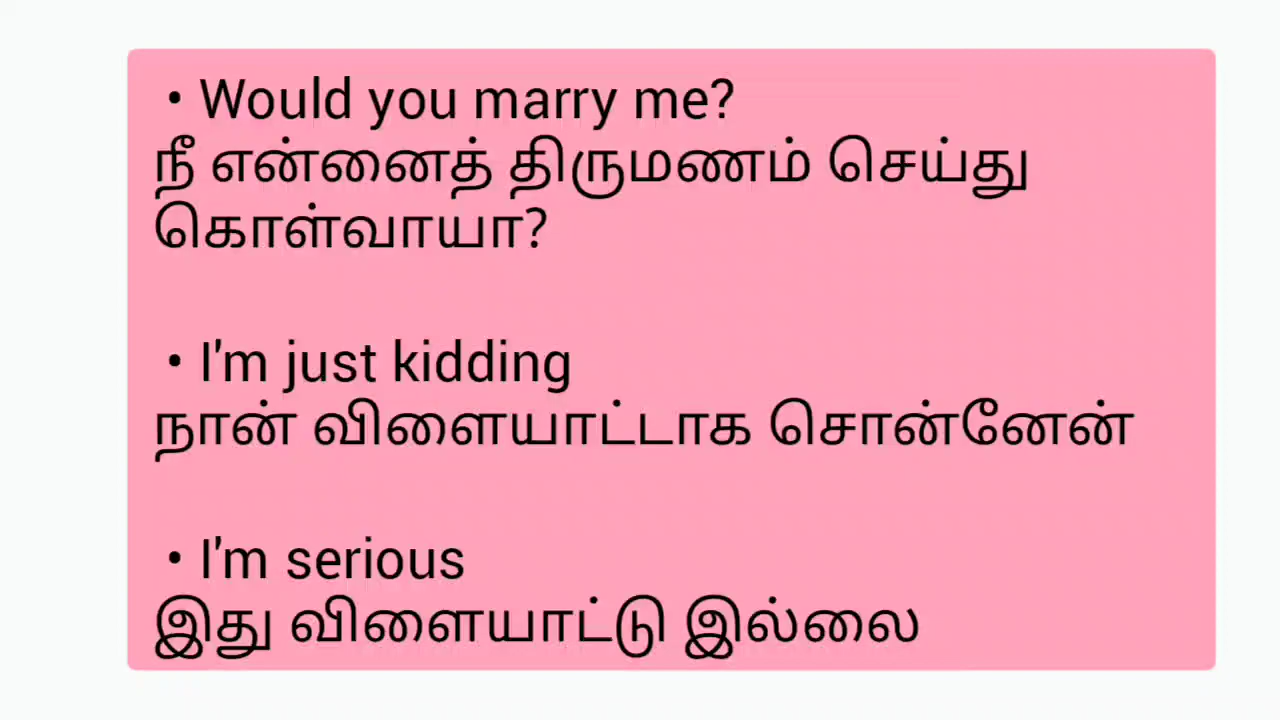 • Would you marry me?
நீ என்னைத் திருமணம் செய்து
கொள்வாயா?
• I'm just kidding
நான் விளையாட்டாக சொன்னேன்
• I'm serious
இது விளையாட்டு இல்லை